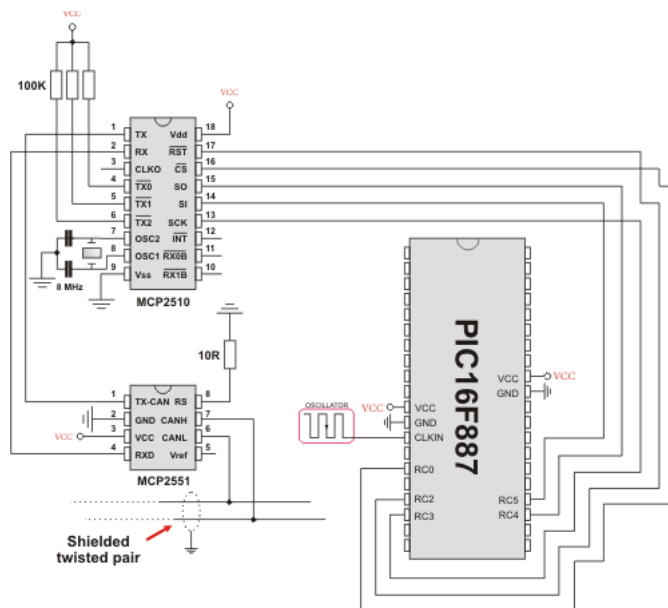 VCC
100K
1 TX Vdd 18 VCC
2 RX RST 17
3 CLKO CS 16
4 TX0 SO 15
5 TX1 SI 14
6 TX2 SCK 13
7 OSC2 INT 12
8 OSC1 RX0B 11
9 Vss RX1B 10
8 MHz
MCP2510
10R
1 TX-CAN RS 8
2 GND CANH 7
VCC 3 VCC CANL 6
4 RXD Vref 5
MCP2551
Shielded
twisted pair
PIC16F887
OSCILLATOR
VCC VCC
GND
CLKIN
RC0
RC2
RC3
VCC VCC
GND
RC5
RC4